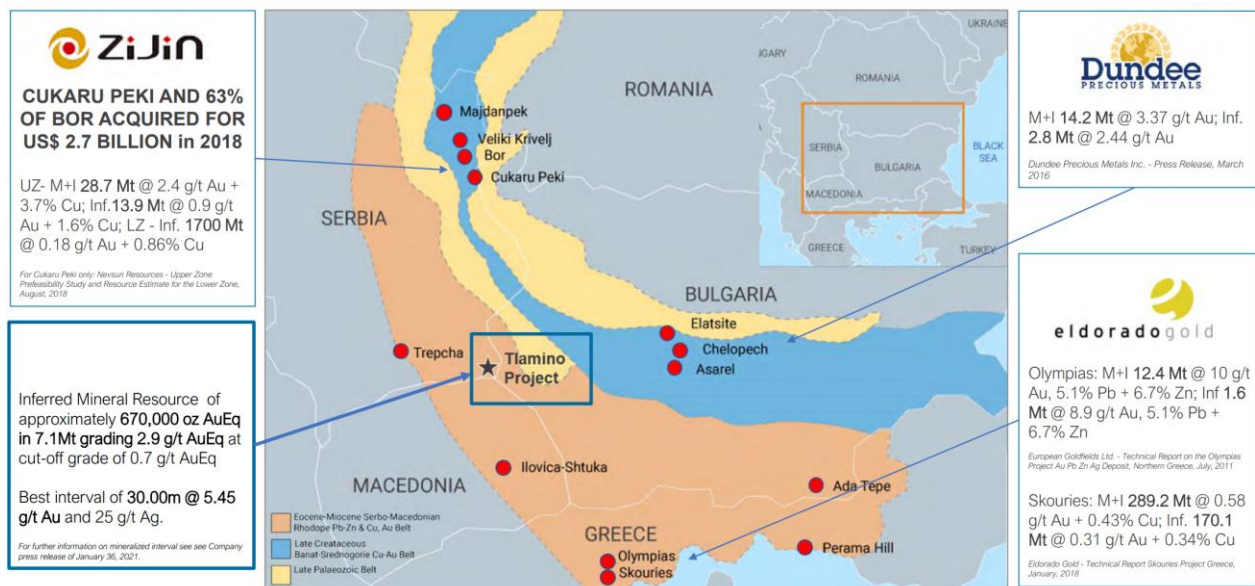 ZiJin
CUKARU PEKI AND 63%
OF BOR ACQUIRED FOR
US$ 2.7 BILLION in 2018
UZ- M+I 28.7 Mt @ 2.4 g/t Au +
3.7% Cu; Inf.13.9 Mt @ 0.9 g/t
Au + 1.6% Cu; LZ - Inf. 1700 Mt
@ 0.18 g/t Au + 0.86% Cu
For Cukaru Peki only: Nevsun Resources - Upper Zone
Prefeasibility Study and Resource Estimate for the Lower Zone,
August, 2018
Inferred Mineral Resource of
approximately 670,000 oz AuEq
in 7.1Mt grading 2.9 g/t AuEq at
cut-off grade of 0.7 g/t AuEq
Best interval of 30.00m @ 5.45
g/t Au and 25 g/t Ag.
For further information on mineralized interval see see Company
press release of January 36, 2021.
ROMANIA
Majdanpek
Veliki Krivelj
Bor
Cukaru Peki
SERBIA
BULGARIA
Elatsite
Chelopech
Asarel
Trepcha
Tlamino
Project
Ilovica-Shtuka
MACEDONIA
Ada Tepe
GREECE
Perama Hill
Olympias
Skouries
Eocene-Miocene Serbo-Macedonian
Rhodope Pb-Zn & Cu, Au Belt
Late Creataceous
Banat-Srednogorie Cu-Au Belt
Late Palaeozoic Belt
UKRAINE
GARY
ROMANIA
SERBIA
BULGARIA
BLACK
SEA
MACEDONIA
GREECE
TURKEY
Dundee
PRECIOUS METALS
M+I 14.2 Mt @ 3.37 g/t Au; Inf.
2.8 Mt @ 2.44 g/t Au
Dundee Precious Metals Inc. - Press Release, March
2016
eldoradogold
Olympias: M+I 12.4 Mt @ 10 g/t
Au, 5.1% Pb + 6.7% Zn; Inf 1.6
Mt @ 8.9 g/t Au, 5.1% Pb +
6.7% Zn
European Goldfields Ltd. - Technical Report on the Olympias
Project Au Pb Zn Ag Deposit, Northern Greece, July, 2011
Skouries: M+I 289.2 Mt @ 0.58
g/t Au + 0.43% Cu; Inf. 170.1
Mt @ 0.31 g/t Au + 0.34% Cu
Eldorado Gold - Technical Report Skouries Project Greece,
January, 2018